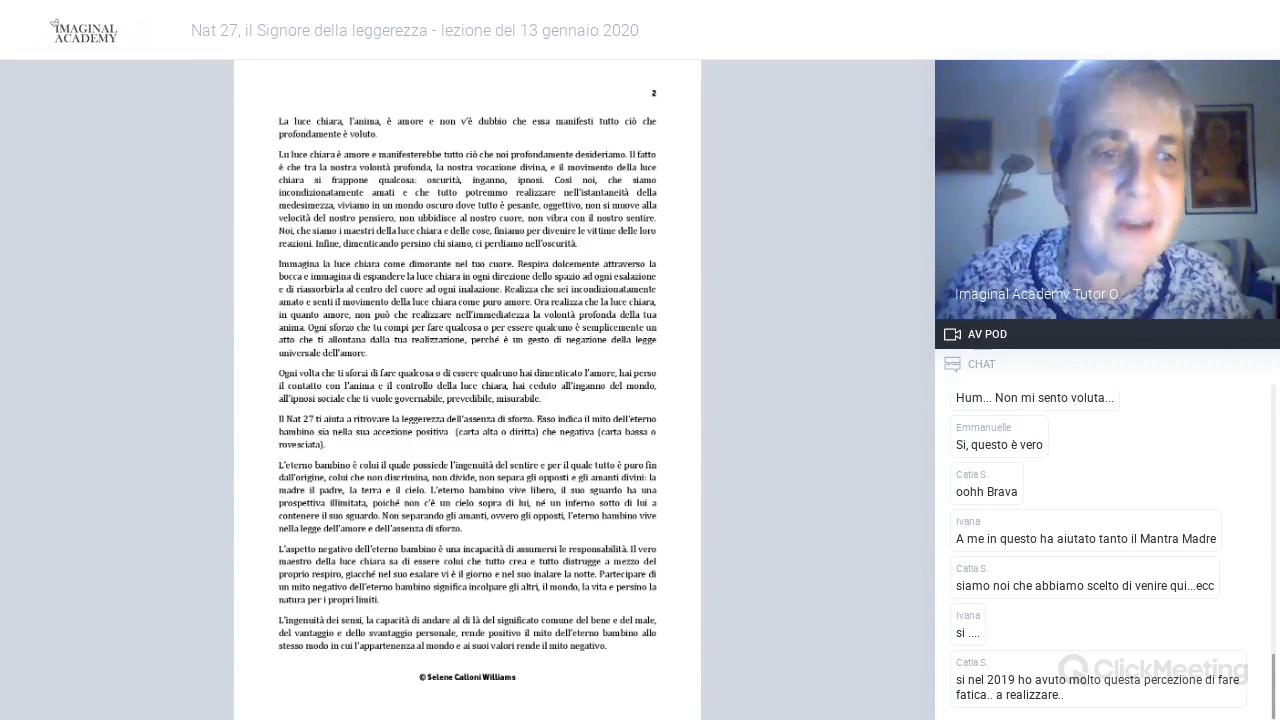 IMAGINAL
ACADEMY
Nat 27, il Signore della leggerezza - lezione del 13 gennaio 2020
2
La luce chiara, l'anima, è amore e non v'è dubbio che essa manifesti tutto ciò che
profondamente è voluto.
Lu luce chiara è amore e manifesterebbe tutto ciò che noi profondamente desideriamo. Il fatto
è che tra la nostra volontà profonda, la nostra vocazione divina, e il movimento della luce
chiara si frappone qualcosa: oscurità, inganno, ipnosi. Così noi, che siamo
incondizionatamente amati e che tutto potremmo realizzare nell'istantaneità della
medesimezza, viviamo in un mondo oscuro dove tutto è pesante, oggettivo, non si muove alla
velocità del nostro pensiero, non ubbidisce al nostro cuore, non vibra con il nostro sentire.
Noi, che siamo i maestri della luce chiara e delle cose, finiamo per divenire le vittime delle loro
reazioni. Infine, dimenticando persino chi siamo, ci perdiamo nell'oscurità.
Immagina la luce chiara come dimorante nel tuo cuore. Respira dolcemente attraverso la
bocca e immagina di espandere la luce chiara in ogni direzione dello spazio ad ogni esalazione
e di riassorbirla al centro del cuore ad ogni inalazione. Realizza che sei incondizionatamente
amato e senti il movimento della luce chiara come puro amore. Ora realizza che la luce chiara,
in quanto amore, non può che realizzare nell'immediatezza la volontà profonda della tua
anima. Ogni sforzo che tu compi per fare qualcosa o per essere qualcuno è semplicemente un
atto che ti allontana dalla tua realizzazione, perché è un gesto di negazione della legge
universale dell'amore.
Ogni volta che ti sforzi di fare qualcosa o di essere qualcuno hai dimenticato l'amore, hai perso
il contatto con l'anima e il controllo della luce chiara, hai ceduto all'inganno del mondo,
all'ipnosi sociale che ti vuole governabile, prevedibile, misurabile.
Il Nat 27 ti aiuta a ritrovare la leggerezza dell'assenza di sforzo. Esso indica il mito dell'eterno
bambino sia nella sua accezione positiva (carta alta o diritta) che negativa (carta bassa o
rovesciata).
L'eterno bambino è colui il quale possiede l'ingenuità del sentire e per il quale tutto è puro fin
dall'origine, colui che non discrimina, non divide, non separa gli opposti e gli amanti divini: la
madre il padre, la terra e il cielo. L'eterno bambino vive libero, il suo sguardo ha una
prospettiva illimitata, poiché non c'è un cielo sopra di lui, né un inferno sotto di lui a
contenere il suo sguardo. Non separando gli amanti, ovvero gli opposti, l'eterno bambino vive
nella legge dell'amore e dell'assenza di sforzo.
L'aspetto negativo dell'eterno bambino è una incapacità di assumersi le responsabilità. Il vero
maestro della luce chiara sa di essere colui che tutto crea e tutto distrugge a mezzo del
proprio respiro, giacché nel suo esalare vi è il giorno e nel suo inalare la notte. Partecipare di
un mito negativo dell'eterno bambino significa incolpare gli altri, il mondo, la vita e persino la
natura per i propri limiti.
L'ingenuità dei sensi, la capacità di andare al di là del significato comune del bene e del male,
del vantaggio e dello svantaggio personale, rende positivo il mito dell'eterno bambino allo
stesso modo in cui l'appartenenza al mondo e ai suoi valori rende il mito negativo.
© Selene Calloni Williams
Imaginal Academy Tutor O...
AV POD
CHAT
Hum... Non mi sento voluta...
Emmanuelle
Si, questo è vero
Catia S.
oohh Brava
Ivana
A me in questo ha aiutato tanto il Mantra Madre
Catia S.
siamo noi che abbiamo scelto di venire qui...ecc
Ivana
si ....
Catia S.
si nel 2019 ho avuto molto questa percezione di fare
fatica.. a realizzare..
ClickMeeting